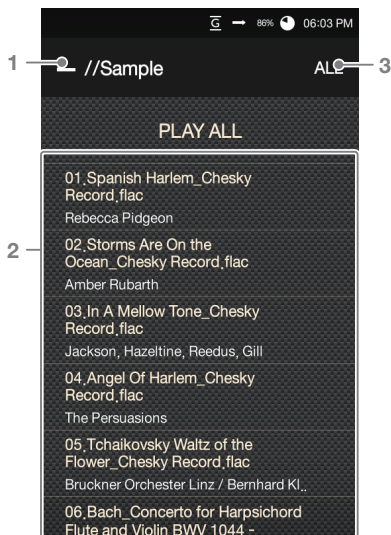 G 86% 06:03 PM
1 //Sample ALL 3
PLAY ALL
2
01.Spanish Harlem_Chesky
Record.flac
Rebecca Pidgeon
02.Storms Are On the
Ocean_Chesky Record.flac
Amber Rubarth
03.In A Mellow Tone_Chesky
Record.flac
Jackson, Hazeltine, Reedus, Gill
04.Angel Of Harlem_Chesky
Record.flac
The Persuasions
05.Tchaikovsky Waltz of the
Flower_Chesky Record.flac
Bruckner Orchester Linz / Bernhard Kl..
06.Bach_Concerto for Harpsichord
Flute and Violin BWV 1044 -